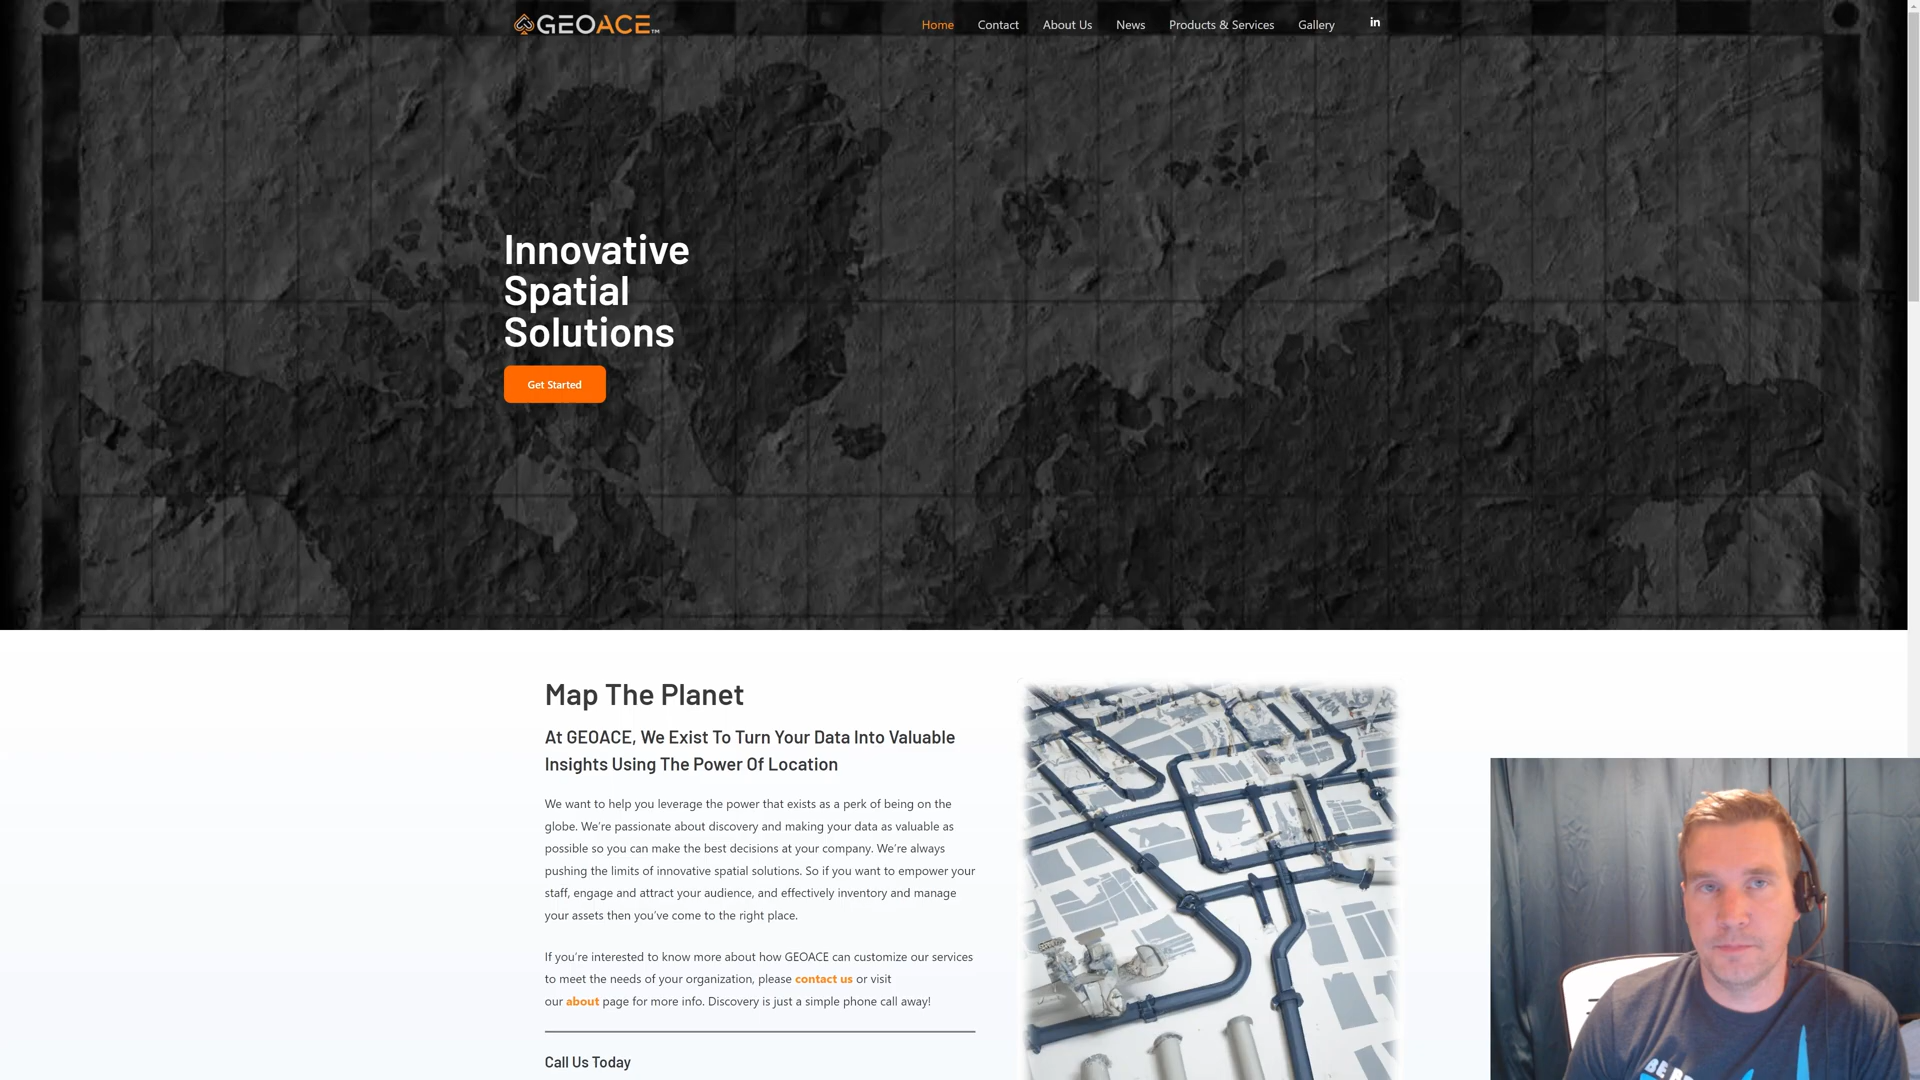 GEOACE™
Home Contact About Us News Products & Services Gallery in
Innovative
Spatial
Solutions
Get Started
Map The Planet
At GEOACE, We Exist To Turn Your Data Into Valuable
Insights Using The Power Of Location
We want to help you leverage the power that exists as a perk of being on the
globe. We’re passionate about discovery and making your data as valuable as
possible so you can make the best decisions at your company. We’re always
pushing the limits of innovative spatial solutions. So if you want to empower your
staff, engage and attract your audience, and effectively inventory and manage
your assets then you’ve come to the right place.
If you’re interested to know more about how GEOACE can customize our services
to meet the needs of your organization, please contact us or visit
our about page for more info. Discovery is just a simple phone call away!
Call Us Today